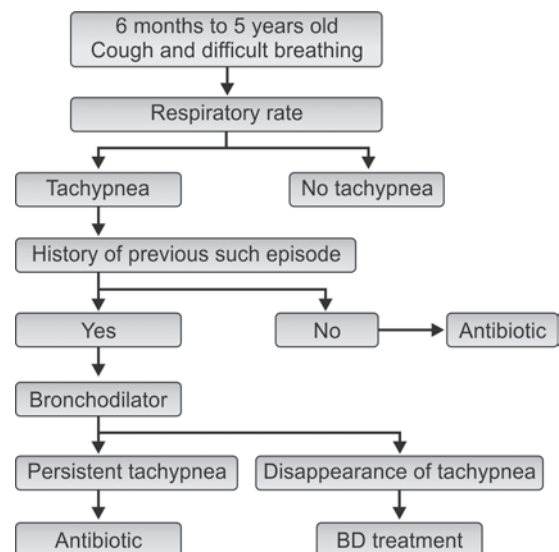 6 months to 5 years old
Cough and difficult breathing
Respiratory rate
Tachypnea
No tachypnea
History of previous such episode
Yes
No
Antibiotic
Bronchodilator
Persistent tachypnea
Disappearance of tachypnea
Antibiotic
BD treatment